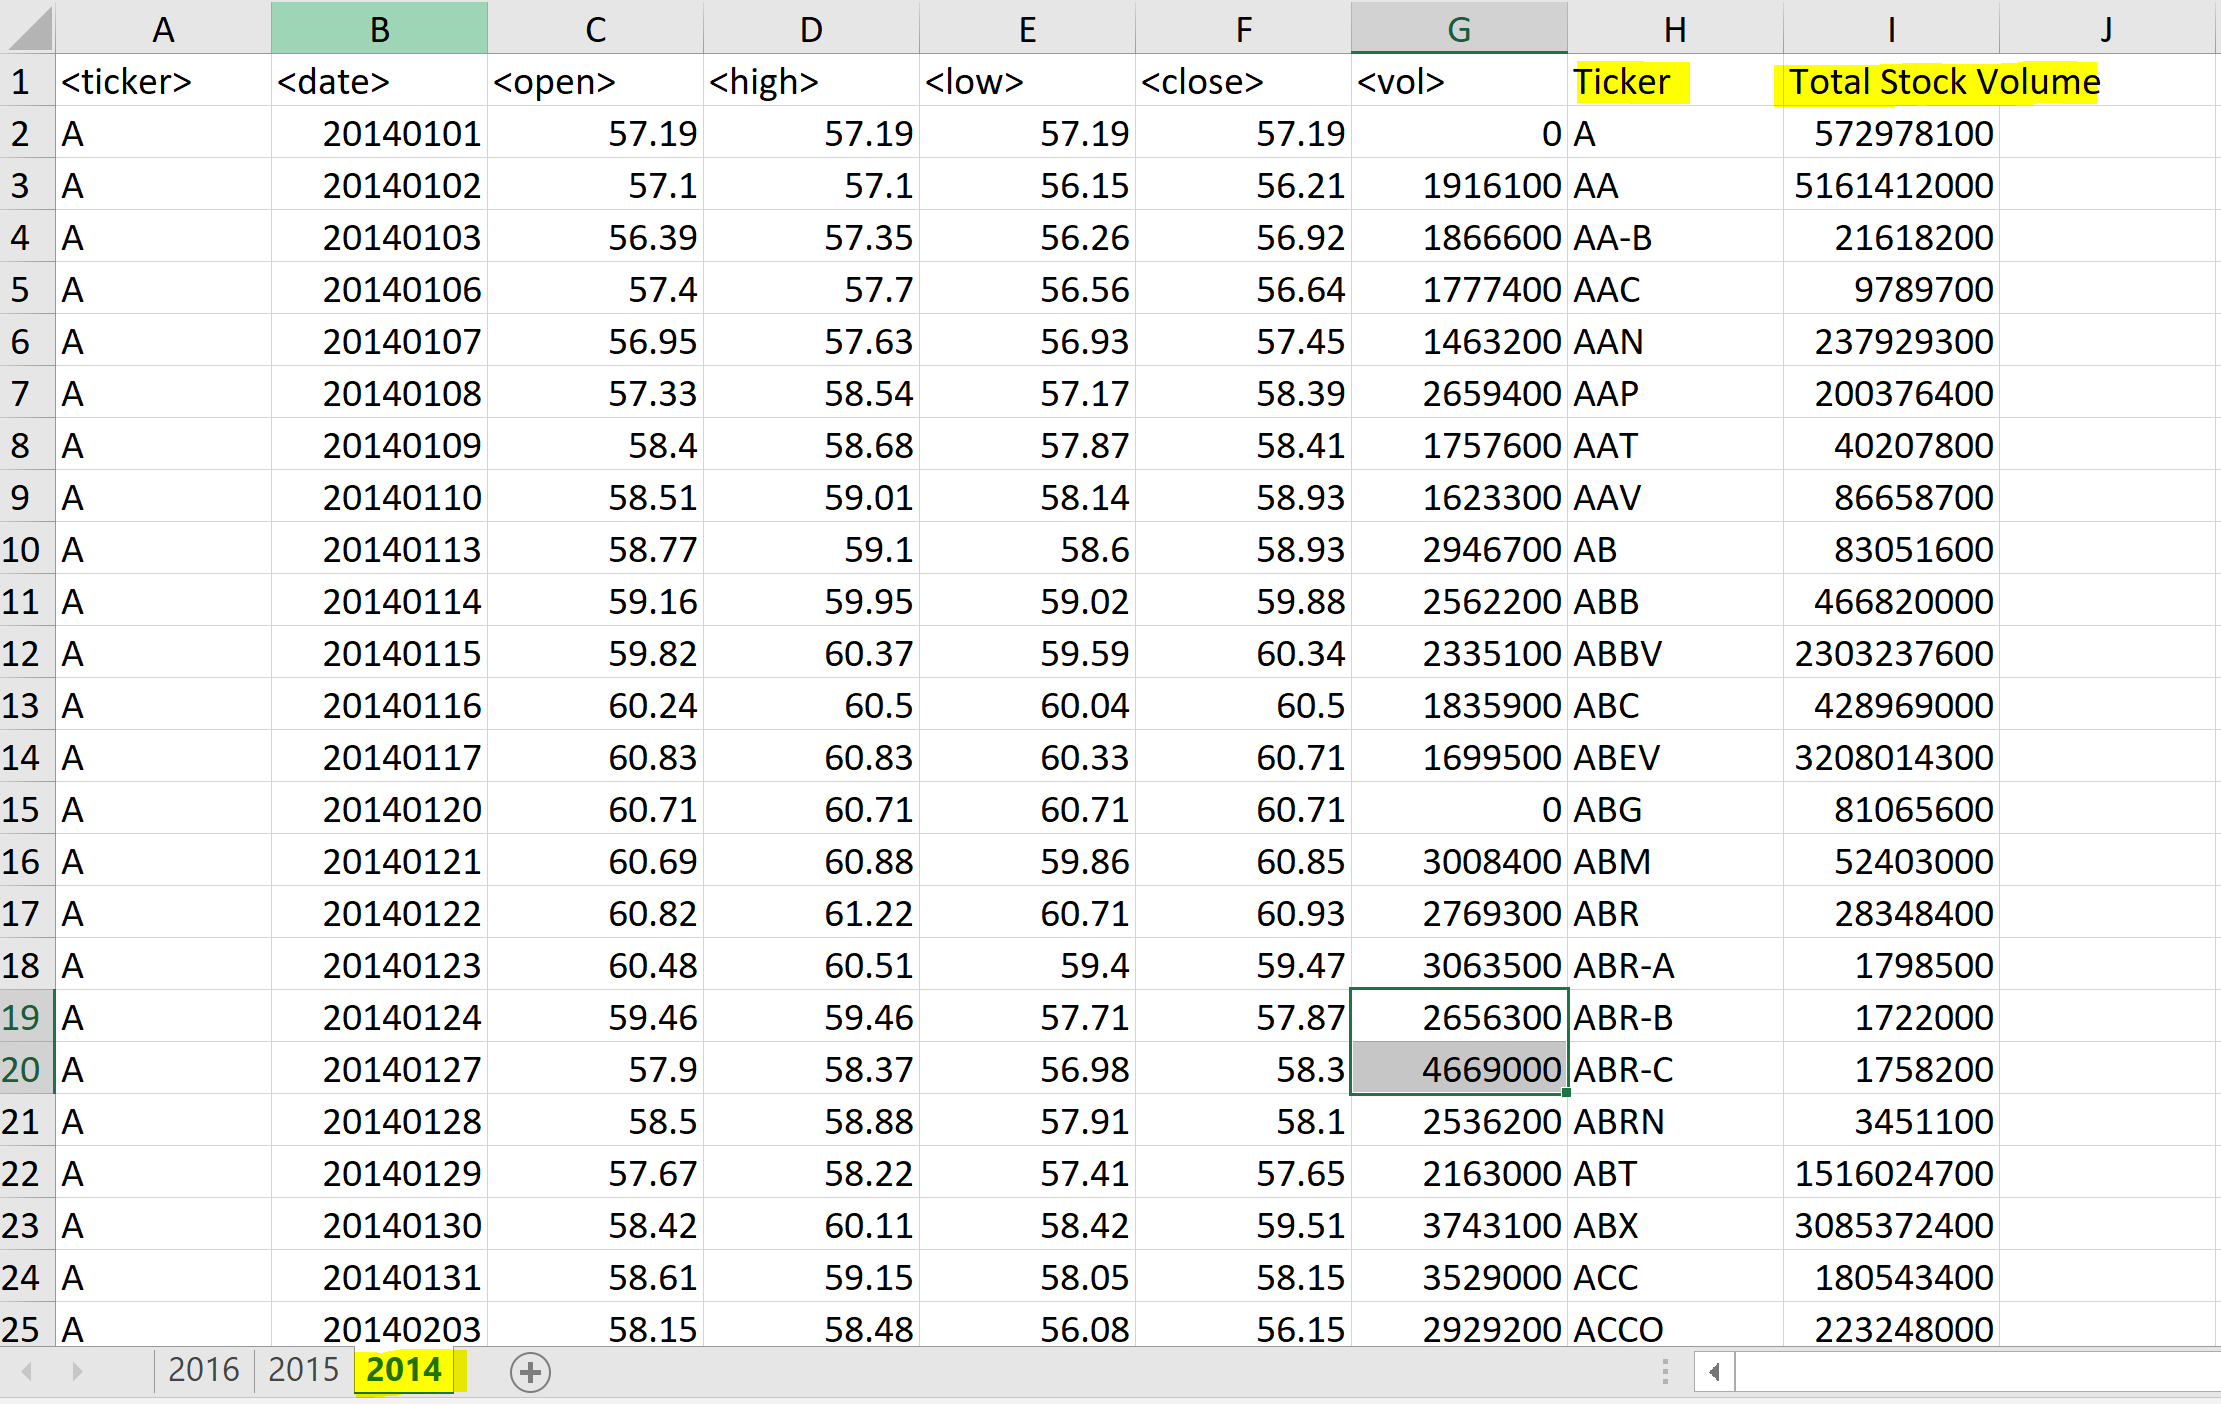 A B C D E F G H I J
1 <ticker> <date> <open> <high> <low> <close> <vol> Ticker Total Stock Volume
2 A 20140101 57.19 57.19 57.19 57.19 0 A 572978100
3 A 20140102 57.1 57.1 56.15 56.21 1916100 AA 5161412000
4 A 20140103 56.39 57.35 56.26 56.92 1866600 AA-B 21618200
5 A 20140106 57.4 57.7 56.56 56.64 1777400 AAC 9789700
6 A 20140107 56.95 57.63 56.93 57.45 1463200 AAN 237929300
7 A 20140108 57.33 58.54 57.17 58.39 2659400 AAP 200376400
8 A 20140109 58.4 58.68 57.87 58.41 1757600 AAT 40207800
9 A 20140110 58.51 59.01 58.14 58.93 1623300 AAV 86658700
10 A 20140113 58.77 59.1 58.6 58.93 2946700 AB 83051600
11 A 20140114 59.16 59.95 59.02 59.88 2562200 ABB 466820000
12 A 20140115 59.82 60.37 59.59 60.34 2335100 ABBV 2303237600
13 A 20140116 60.24 60.5 60.04 60.5 1835900 ABC 428969000
14 A 20140117 60.83 60.83 60.33 60.71 1699500 ABEV 3208014300
15 A 20140120 60.71 60.71 60.71 60.71 0 ABG 81065600
16 A 20140121 60.69 60.88 59.86 60.85 3008400 ABM 52403000
17 A 20140122 60.82 61.22 60.71 60.93 2769300 ABR 28348400
18 A 20140123 60.48 60.51 59.4 59.47 3063500 ABR-A 1798500
19 A 20140124 59.46 59.46 57.71 57.87 2656300 ABR-B 1722000
20 A 20140127 57.9 58.37 56.98 58.3 4669000 ABR-C 1758200
21 A 20140128 58.5 58.88 57.91 58.1 2536200 ABRN 3451100
22 A 20140129 57.67 58.22 57.41 57.65 2163000 ABT 1516024700
23 A 20140130 58.42 60.11 58.42 59.51 3743100 ABX 3085372400
24 A 20140131 58.61 59.15 58.05 58.15 3529000 ACC 180543400
25 A 20140203 58.15 58.48 56.08 56.15 2929200 ACCO 223248000
2016 2015 2014